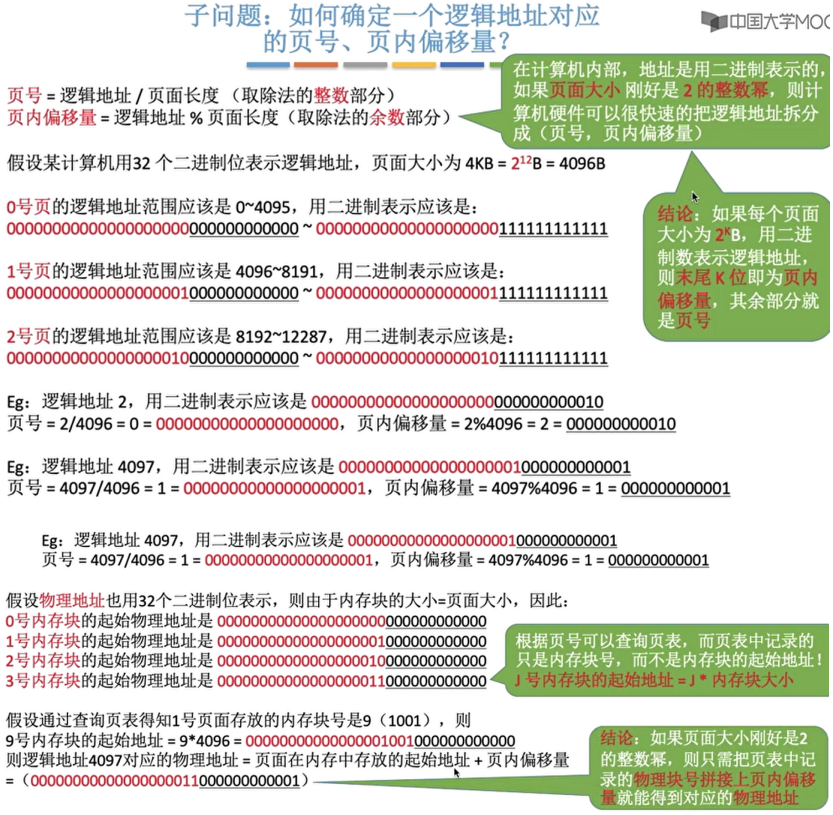 子问题：如何确定一个逻辑地址对应
的页号、页内偏移量？
中国大学MOO
在计算机内部，地址是用二进制表示的，
如果页面大小 刚好是 2 的整数幂，则计
算机硬件可以很快速的把逻辑地址拆分
成（页号，页内偏移量）
页号 = 逻辑地址 / 页面长度 （取除法的整数部分）
页内偏移量 = 逻辑地址 % 页面长度（取除法的余数部分）
假设某计算机用32 个二进制位表示逻辑地址，页面大小为 4KB = 2¹²B = 4096B
0号页的逻辑地址范围应该是 0~4095，用二进制表示应该是：
00000000000000000000000000000000 ~ 00000000000000000000111111111111
1号页的逻辑地址范围应该是 4096~8191，用二进制表示应该是：
00000000000000000001000000000000 ~ 00000000000000000001111111111111
2号页的逻辑地址范围应该是 8192~12287，用二进制表示应该是：
00000000000000000010000000000000 ~ 00000000000000000010111111111111
结论：如果每个页面
大小为 2ᴷB，用二进
制数表示逻辑地址，
则末尾 K 位即为页内
偏移量，其余部分就
是页号
Eg：逻辑地址 2，用二进制表示应该是 00000000000000000000000000000010
页号 = 2/4096 = 0 = 00000000000000000000，页内偏移量 = 2%4096 = 2 = 000000000010
Eg：逻辑地址 4097，用二进制表示应该是 00000000000000000001000000000001
页号 = 4097/4096 = 1 = 00000000000000000001，页内偏移量 = 4097%4096 = 1 = 000000000001
Eg：逻辑地址 4097，用二进制表示应该是 00000000000000000001000000000001
页号 = 4097/4096 = 1 = 00000000000000000001，页内偏移量 = 4097%4096 = 1 = 000000000001
假设物理地址也用32个二进制位表示，则由于内存块的大小=页面大小，因此：
0号内存块的起始物理地址是 00000000000000000000000000000000
1号内存块的起始物理地址是 00000000000000000001000000000000
2号内存块的起始物理地址是 00000000000000000010000000000000
3号内存块的起始物理地址是 00000000000000000011000000000000
根据页号可以查询页表，而页表中记录的
只是内存块号，而不是内存块的起始地址！
J 号内存块的起始地址 = J * 内存块大小
假设通过查询页表得知1号页面存放的内存块号是9（1001），则
9号内存块的起始地址 = 9*4096 = 00000000000000001001000000000000
则逻辑地址4097对应的物理地址 = 页面在内存中存放的起始地址 + 页内偏移量
=（00000000000000000011000000000001）
结论：如果页面大小刚好是2
的整数幂，则只需把页表中记
录的物理块号拼接上页内偏移
量就能得到对应的物理地址